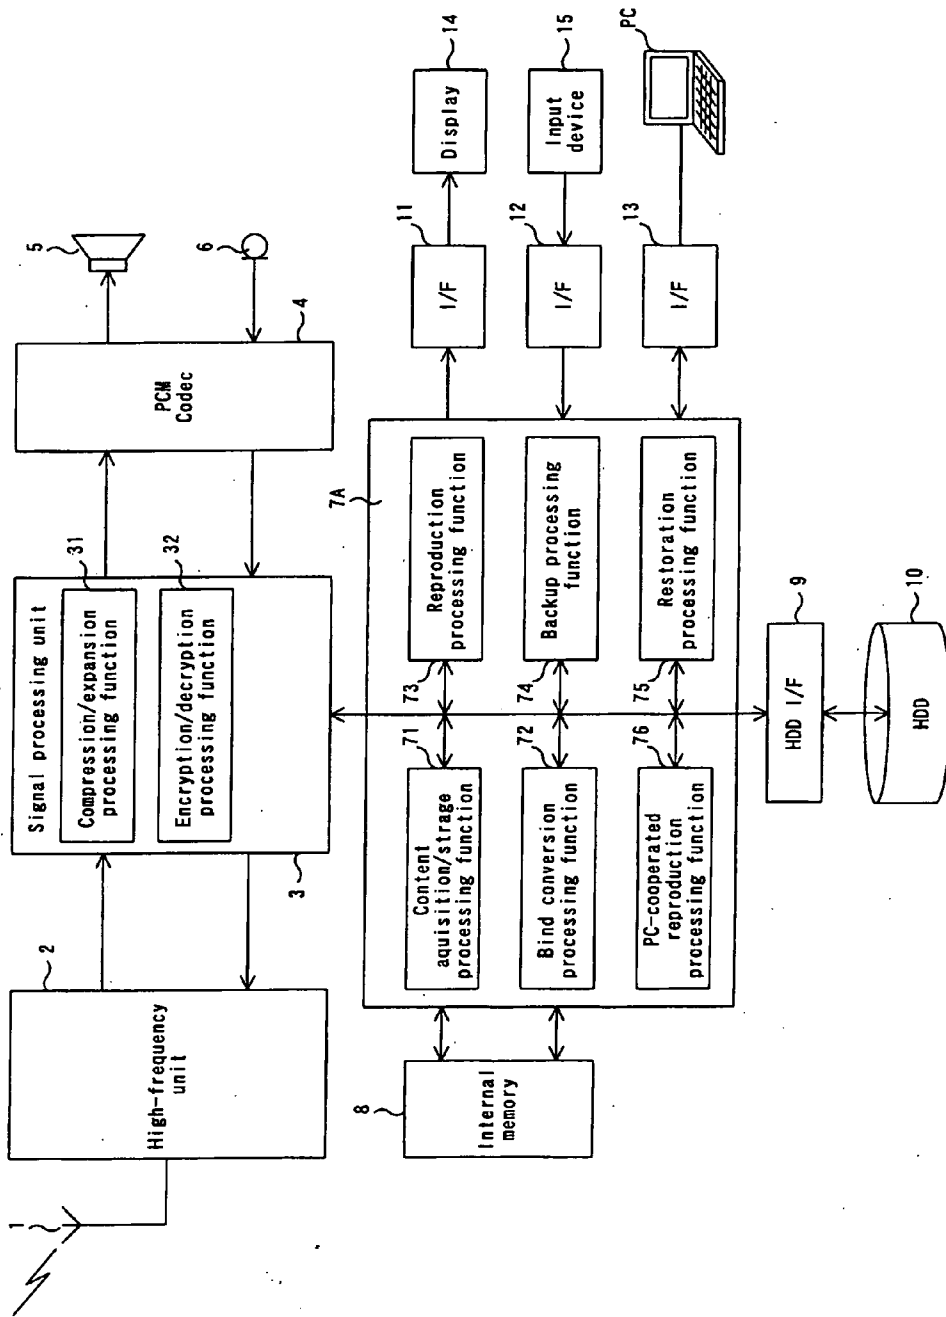 1
2
High-frequency
unit
3
Signal processing unit
31
Compression/expansion
processing function
32
Encryption/decryption
processing function
4
PCM
Codec
5
6
7A
8
Internal
memory
71
Content
aquisition/strage
processing function
72
Bind conversion
processing function
76
PC-cooperated
reproduction
processing function
73
Reproduction
processing function
74
Backup processing
function
75
Restoration
processing function
9
HDD I/F
10
HDD
11
I/F
12
I/F
13
I/F
14
Display
15
Input
device
PC